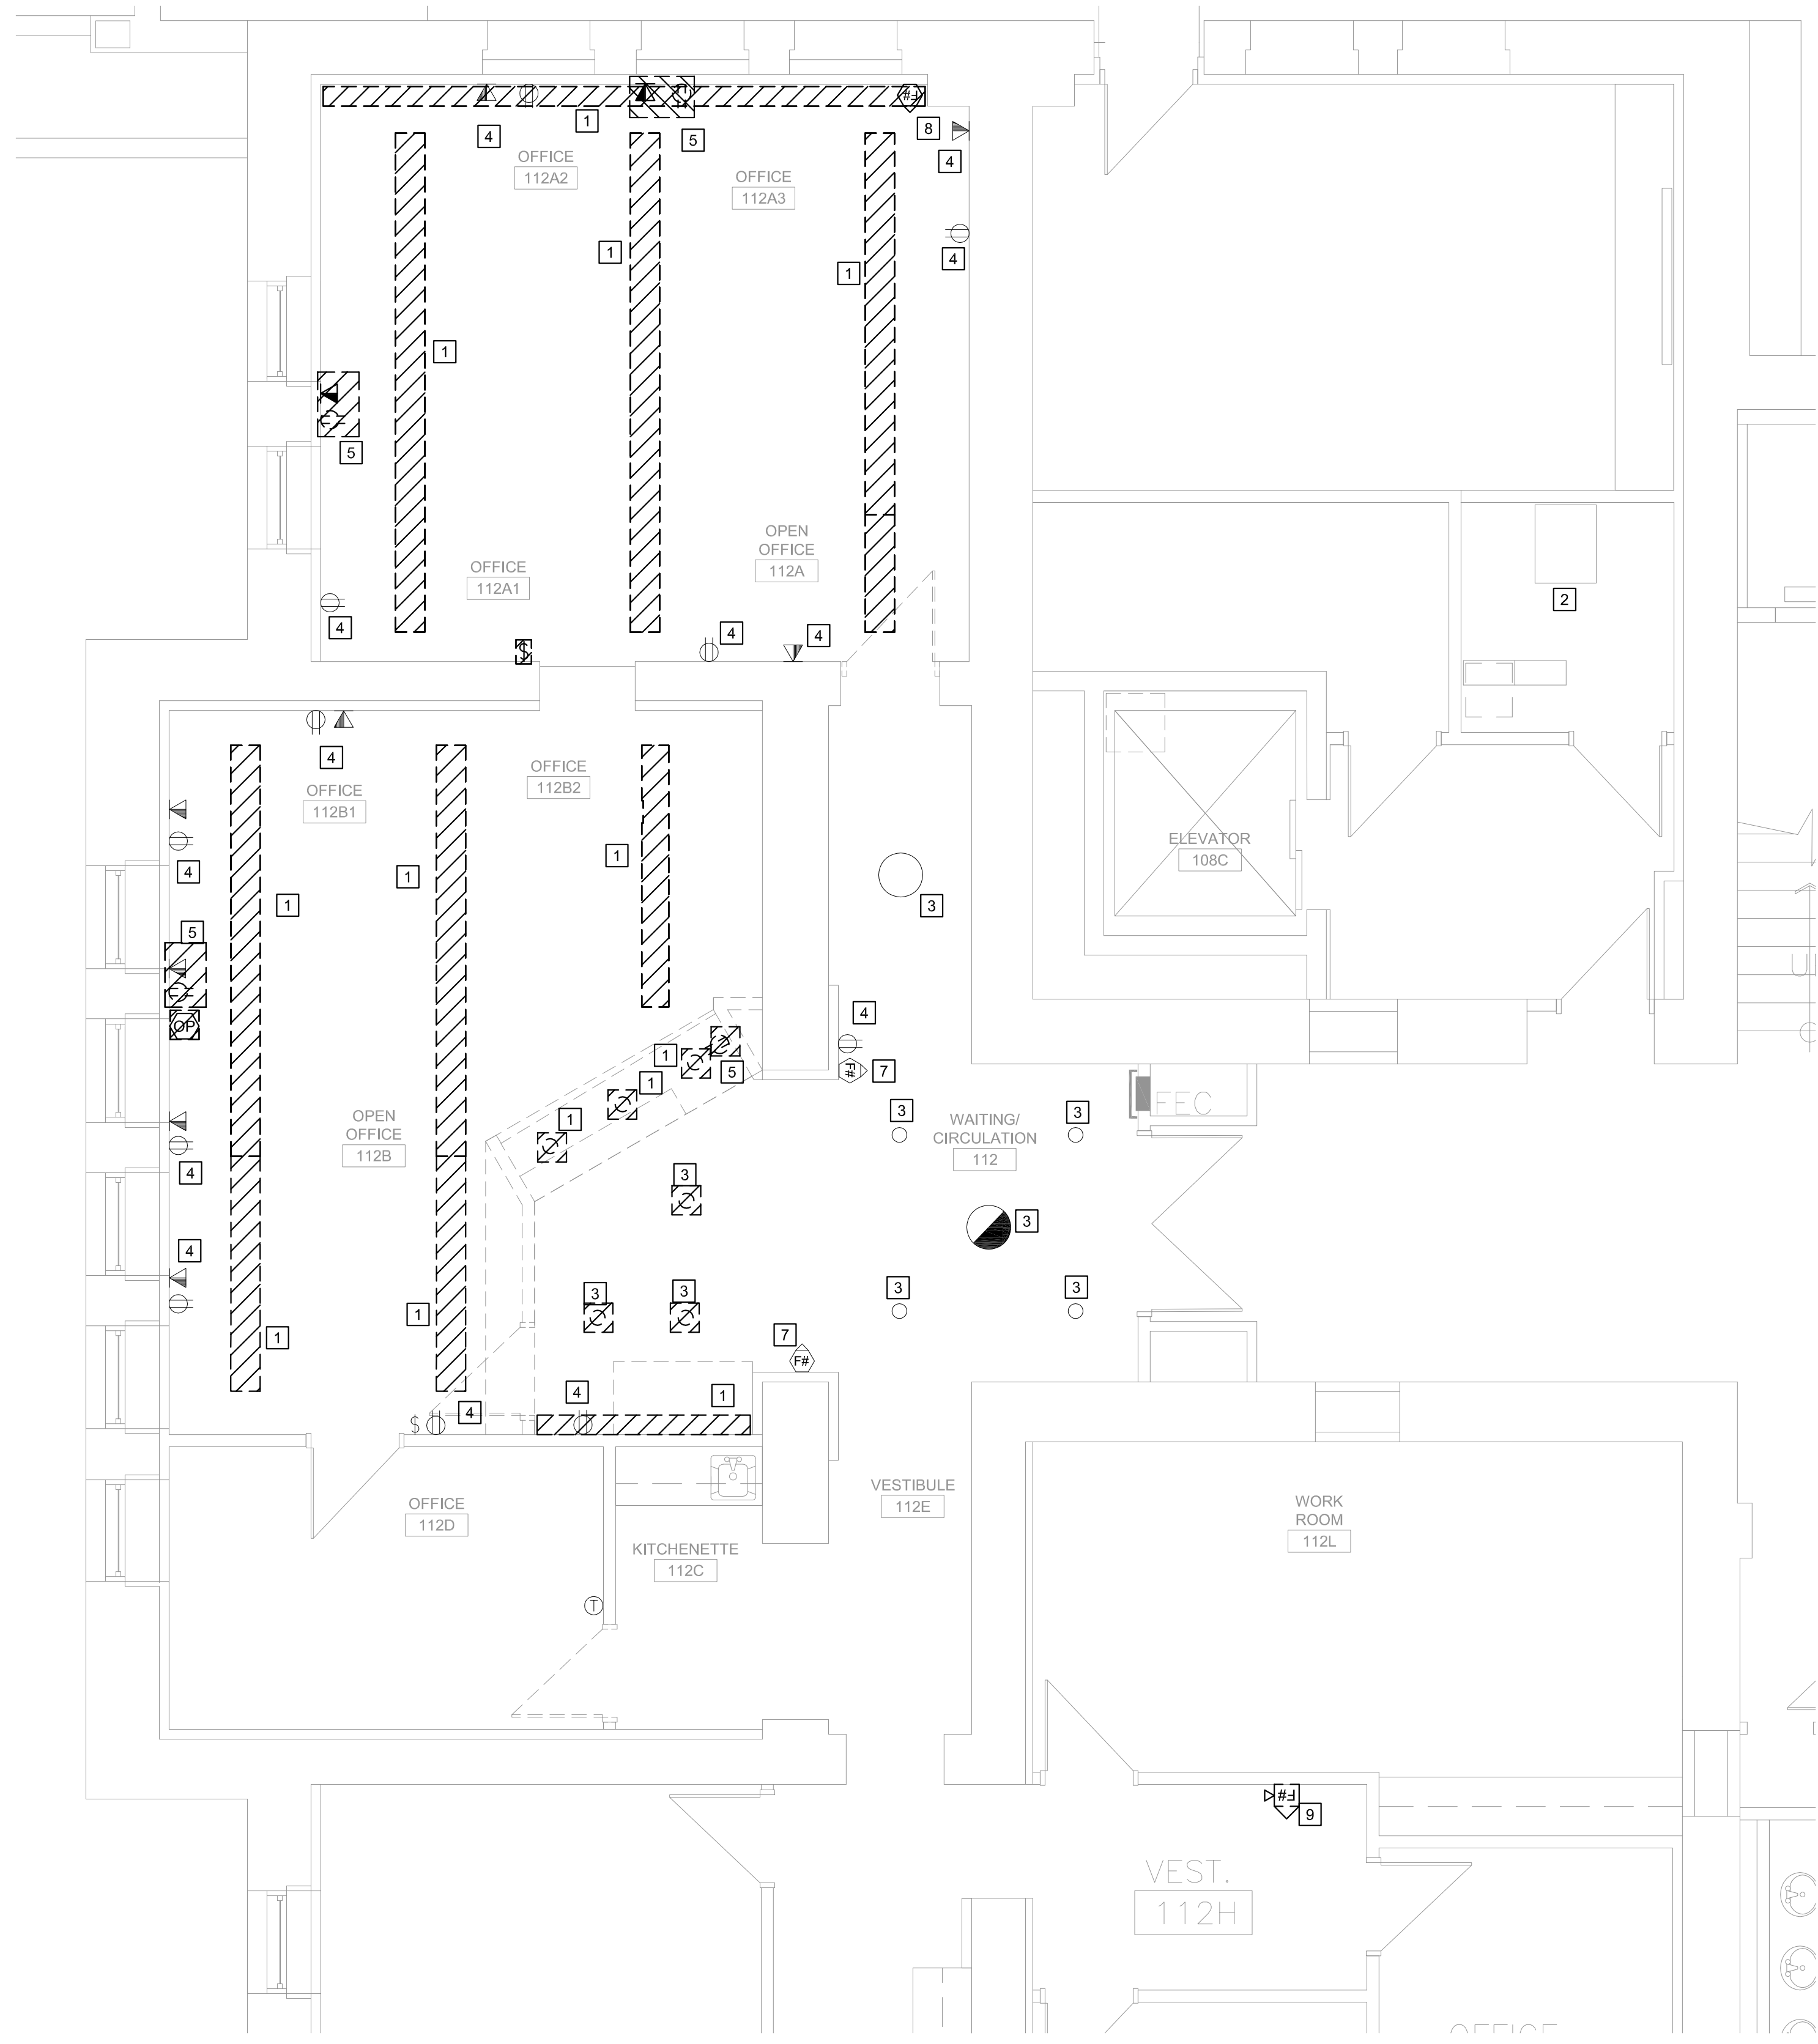 F#
1
8
4
5
4
OFFICE
112A2
OFFICE
112A3
1
4
1
1
5
OPEN
OFFICE
112A
OFFICE
112A1
2
4
$
4
4
4
OFFICE
112B2
OFFICE
112B1
ELEVATOR
108C
1
4
1
1
3
5
OP
4
1
5
F#
7
1
FEC
3
3
1
OPEN
OFFICE
112B
WAITING/
CIRCULATION
112
4
3
3
4
3
3
3
3
1
1
7
F#
4
1
4
$
OFFICE
112D
VESTIBULE
112E
WORK
ROOM
112L
KITCHENETTE
112C
T
F#
9
VEST.
112H